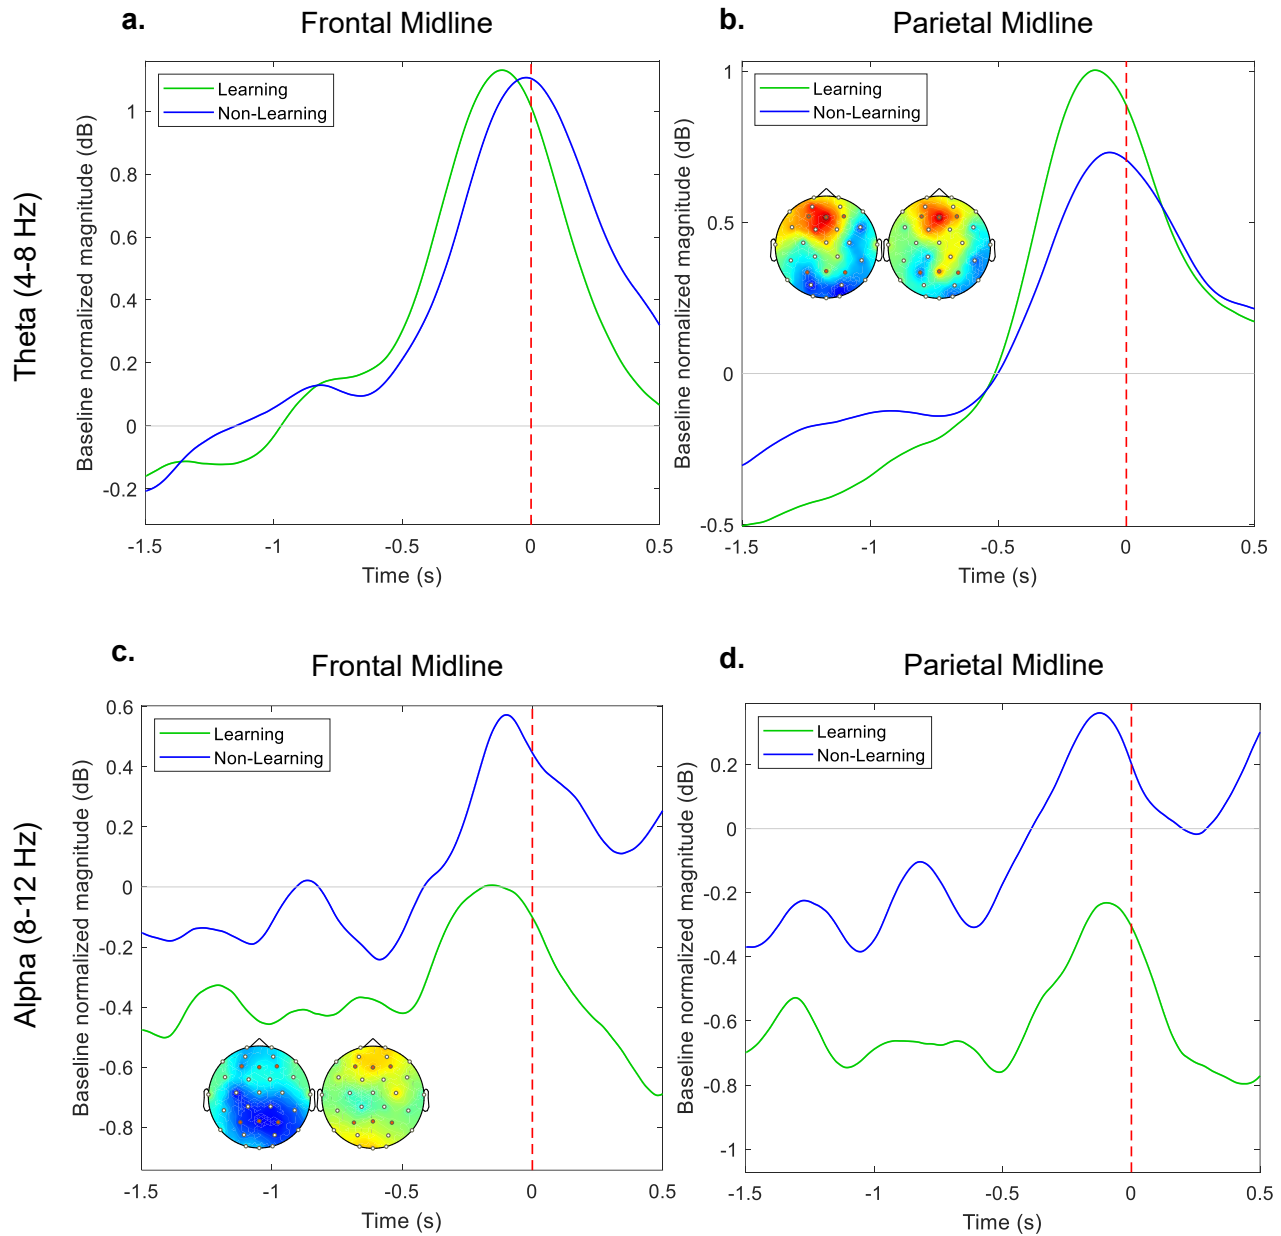 a.
Frontal Midline
b.
Parietal Midline
Theta (4-8 Hz)
Baseline normalized magnitude (dB)
Learning
Non-Learning
1
0.8
0.6
0.4
0.2
0
-0.2
-1.5
-1
-0.5
0
0.5
Time (s)
Baseline normalized magnitude (dB)
Learning
Non-Learning
1
0.5
0
-0.5
-1.5
-1
-0.5
0
0.5
Time (s)
c.
Frontal Midline
d.
Parietal Midline
Alpha (8-12 Hz)
Baseline normalized magnitude (dB)
Learning
Non-Learning
0.6
0.4
0.2
0
-0.2
-0.4
-0.6
-0.8
-1.5
-1
-0.5
0
0.5
Time (s)
Baseline normalized magnitude (dB)
Learning
Non-Learning
0.2
0
-0.2
-0.4
-0.6
-0.8
-1
-1.5
-1
-0.5
0
0.5
Time (s)